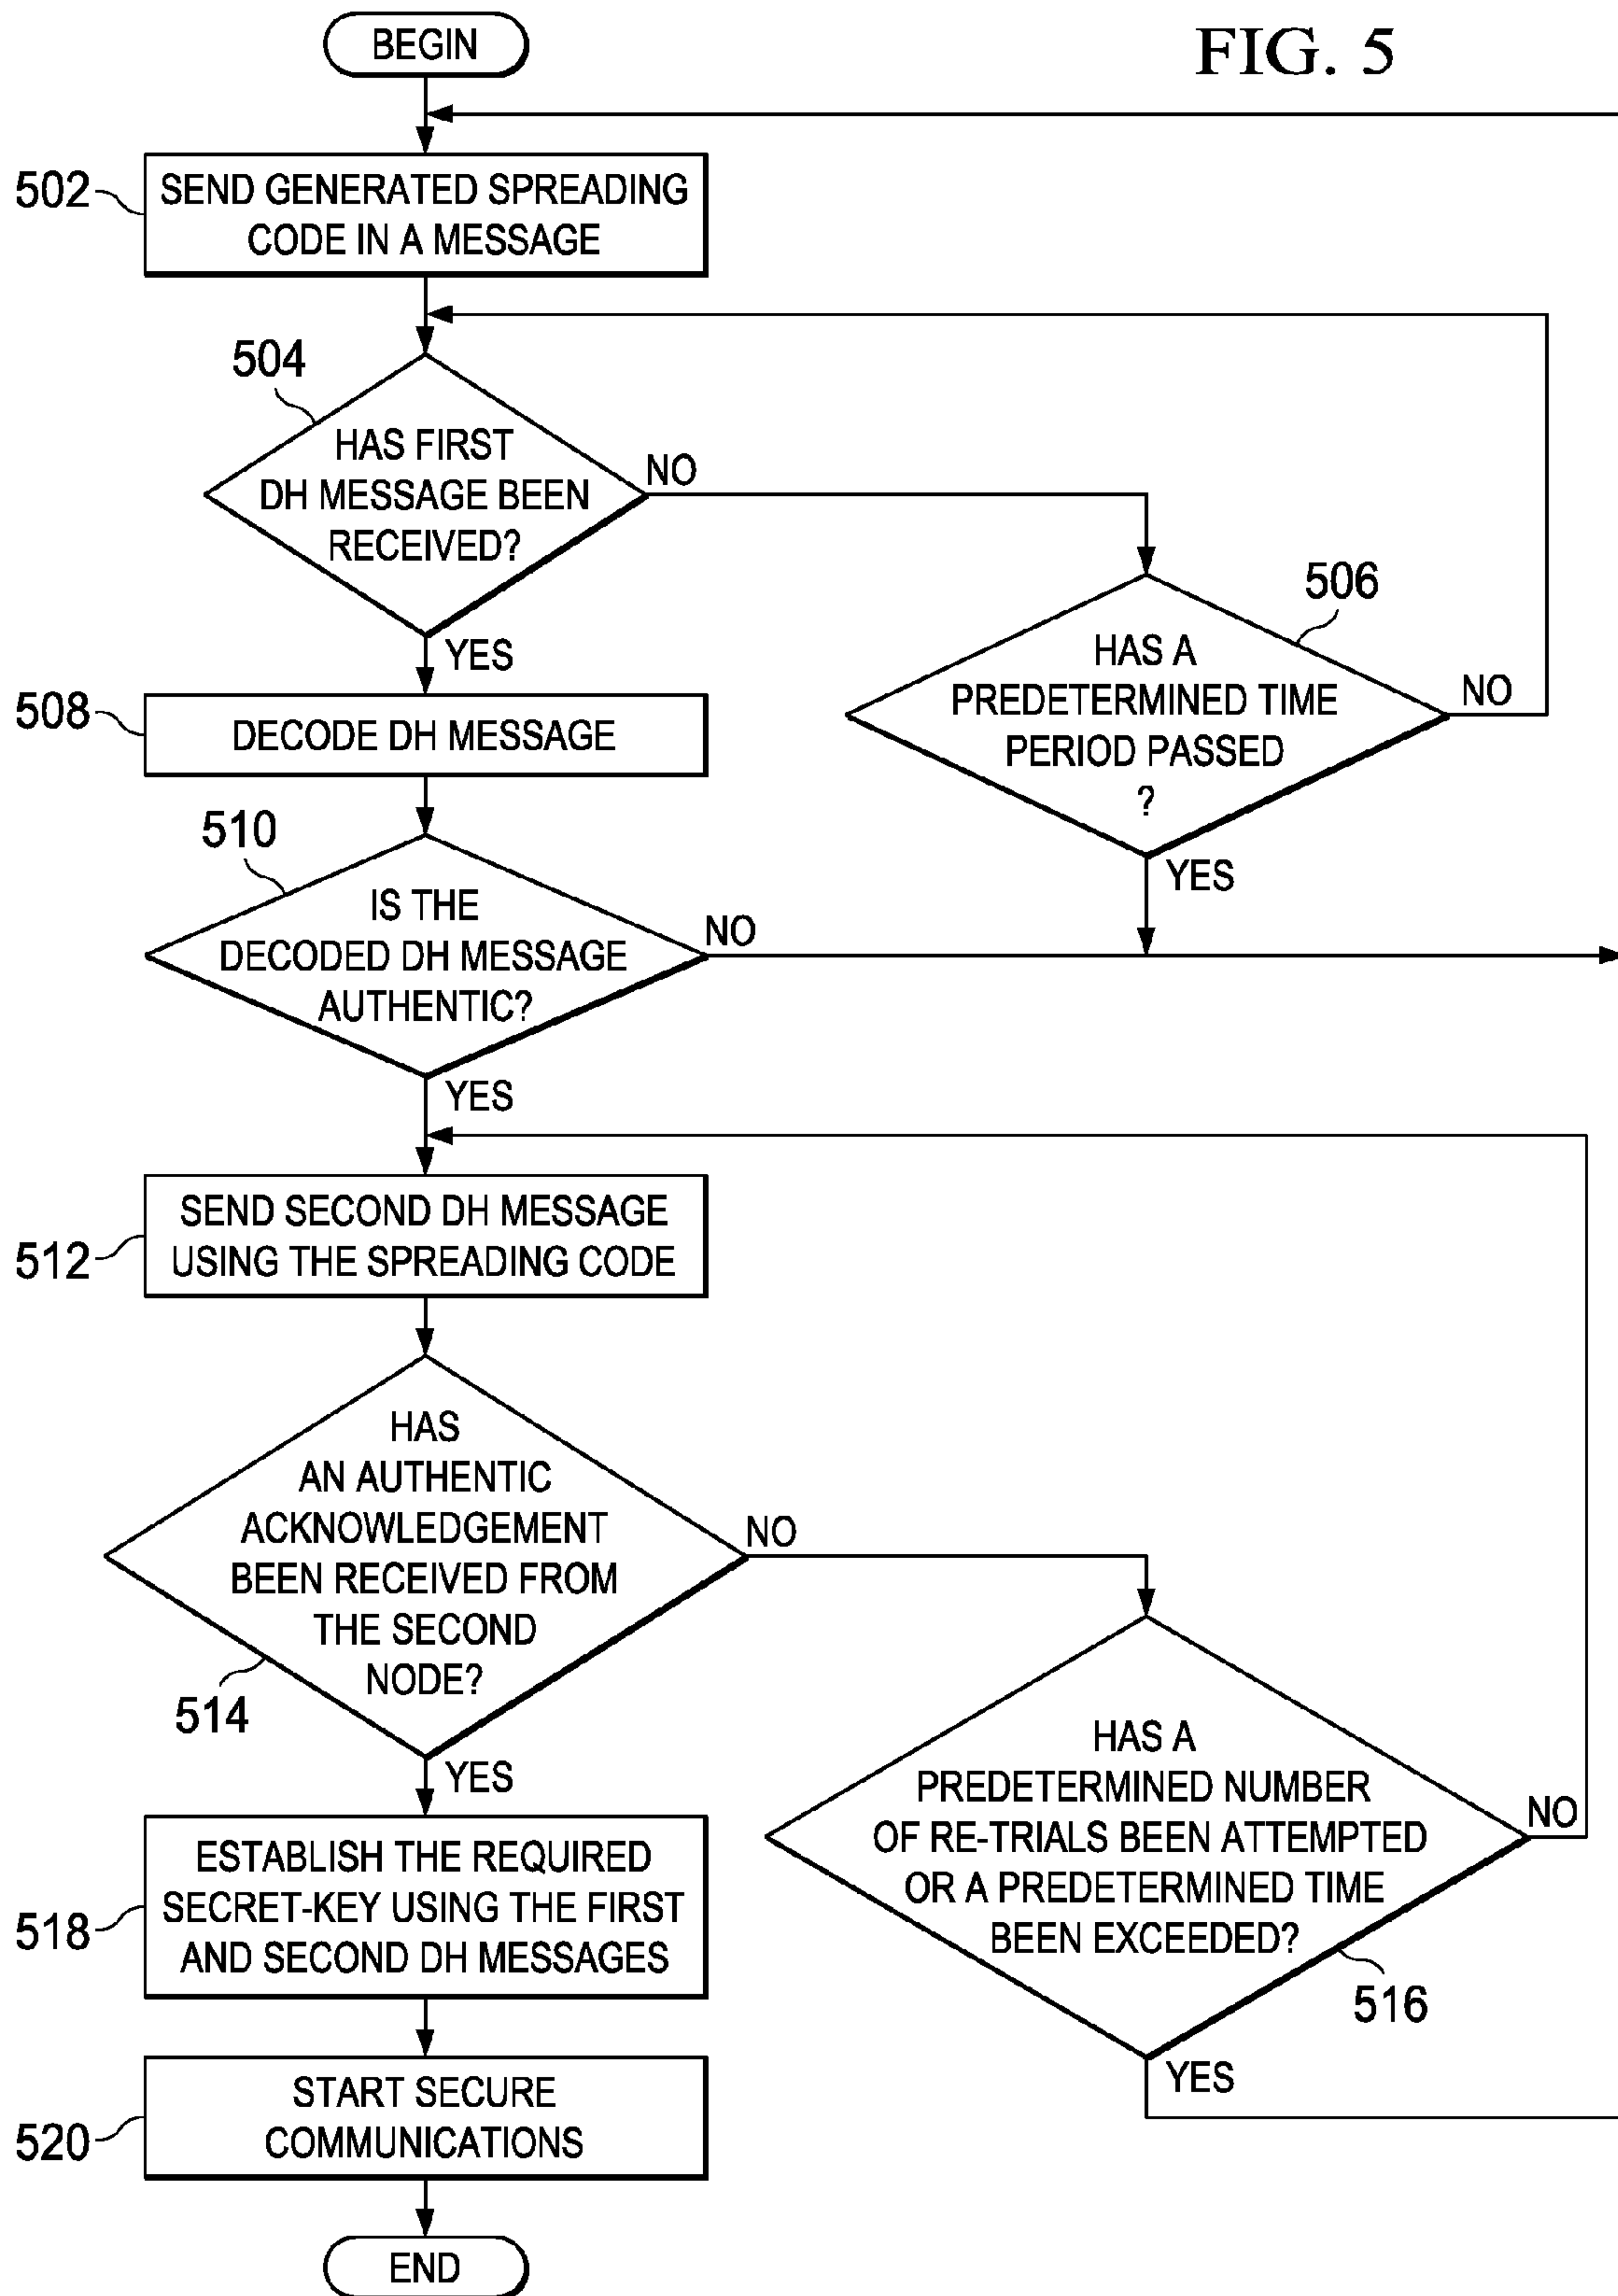 FIG. 5
BEGIN
502
SEND GENERATED SPREADING
CODE IN A MESSAGE
504
HAS FIRST
DH MESSAGE BEEN
RECEIVED?
NO
YES
506
HAS A
PREDETERMINED TIME
PERIOD PASSED
?
NO
YES
508
DECODE DH MESSAGE
510
IS THE
DECODED DH MESSAGE
AUTHENTIC?
NO
YES
512
SEND SECOND DH MESSAGE
USING THE SPREADING CODE
HAS
AN AUTHENTIC
ACKNOWLEDGEMENT
BEEN RECEIVED FROM
THE SECOND
NODE?
514
NO
YES
HAS A
PREDETERMINED NUMBER
OF RE-TRIALS BEEN ATTEMPTED
OR A PREDETERMINED TIME
BEEN EXCEEDED?
516
NO
YES
518
ESTABLISH THE REQUIRED
SECRET-KEY USING THE FIRST
AND SECOND DH MESSAGES
520
START SECURE
COMMUNICATIONS
END